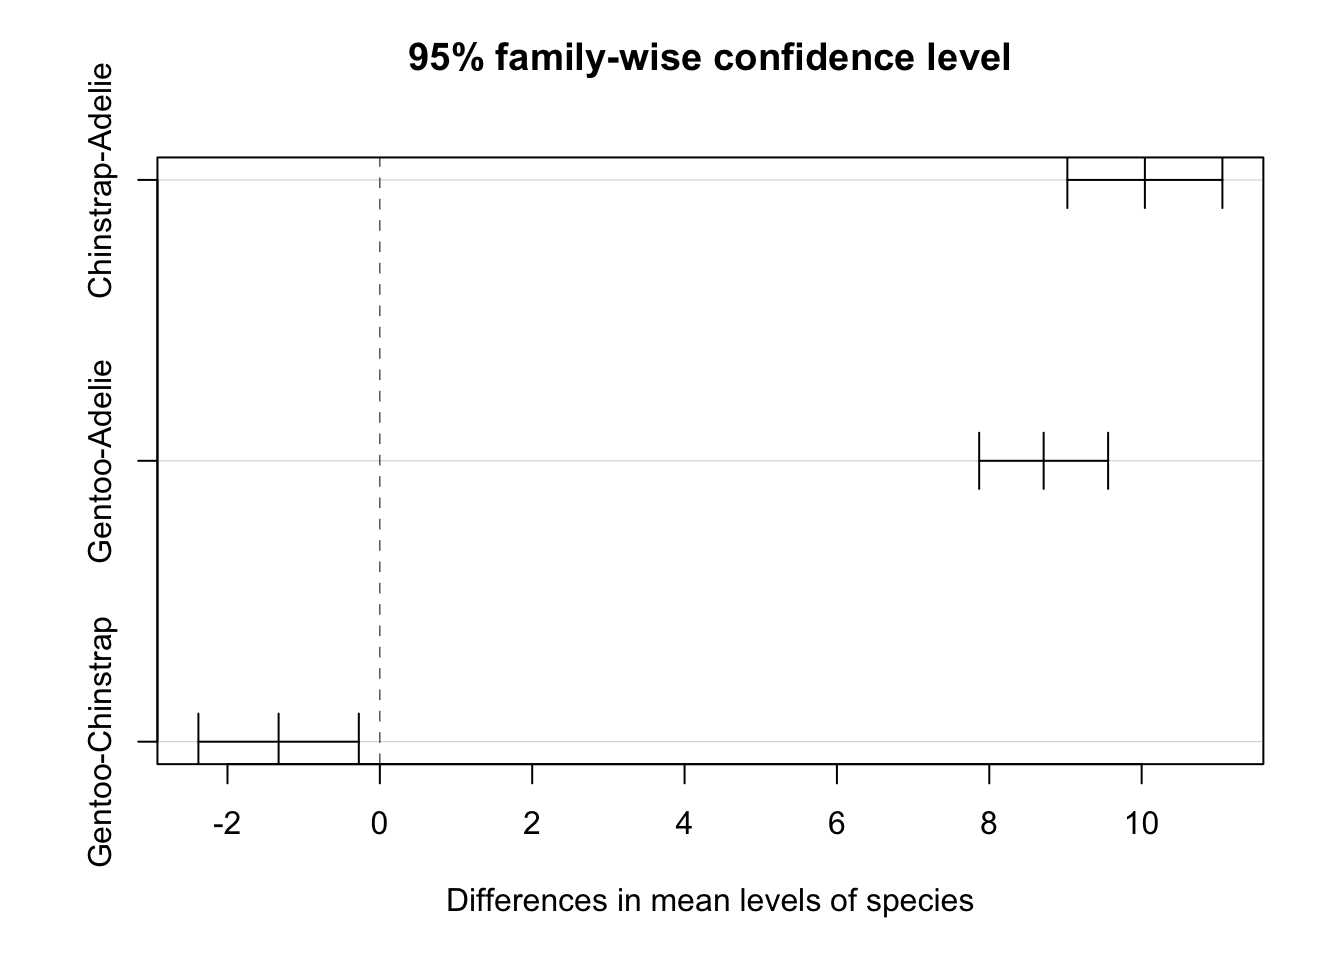 95% family-wise confidence level
Chinstrap-Adelie
Gentoo-Adelie
Gentoo-Chinstrap
-2 0 2 4 6 8 10
Differences in mean levels of species